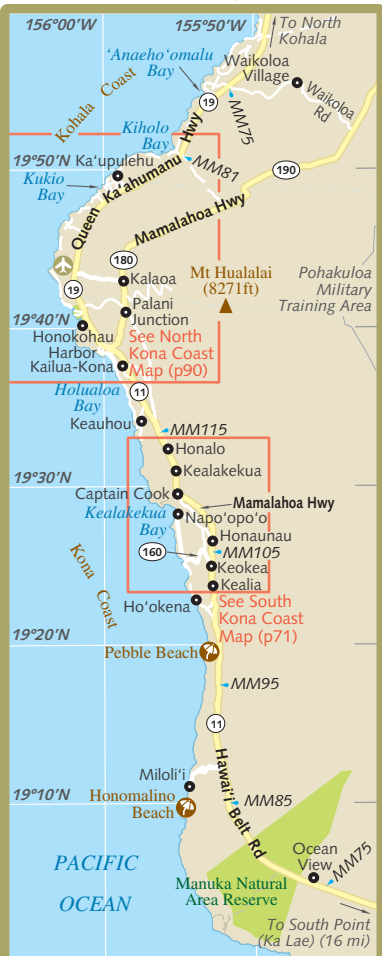 156°00'W
155°50'W
To North
Kohala
'Anaeho'omalu
Bay
Waikoloa
Village
Kohala Coast
19
MM75
Waikoloa
Rd
Kiholo
Bay
Queen Ka'ahumanu Hwy
MM81
19°50'N
Ka'upulehu
Kukio
Bay
190
Mamalahoa Hwy
180
Kalaoa
Mt Hualalai
(8271ft)
Pohakuloa
Military
Training Area
19
Palani
Junction
19°40'N
Honokohau
Harbor
See North
Kona Coast
Map (p90)
Kailua-Kona
Holualoa
Bay
11
Keauhou
MM115
Honalo
Kealakekua
19°30'N
Captain Cook
Mamalahoa Hwy
Kealakekua
Bay
Napo'opo'o
Honaunau
160
MM105
Keokea
Kona Coast
Kealia
Ho'okena
See South
Kona Coast
Map (p71)
19°20'N
Pebble Beach
MM95
11
Hawai'i Belt Rd
Miloli'i
19°10'N
Honomalino
Beach
MM85
Ocean
View
MM75
PACIFIC
OCEAN
Manuka Natural
Area Reserve
To South Point
(Ka Lae) (16 mi)